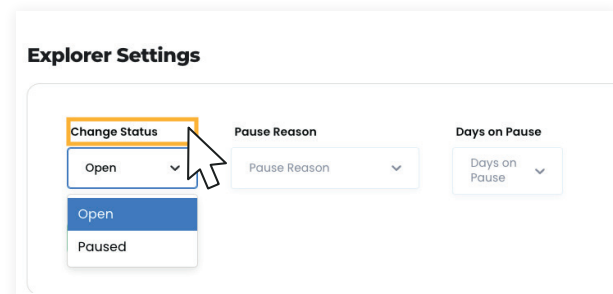 Explorer Settings
Change Status
Pause Reason
Days on Pause
Open
Pause Reason
Days on
Pause
Open
Paused